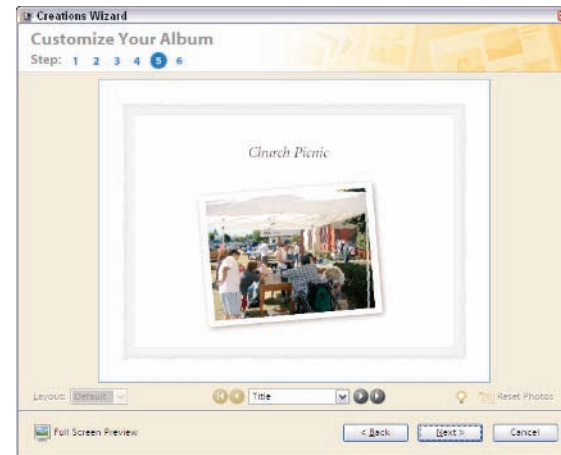 Creations Wizard
Customize Your Album
Step: 1 2 3 4 5 6
Church Picnic
Layout: Default
Title
Reset Photos
Full Screen Preview
< Back
Next >
Cancel